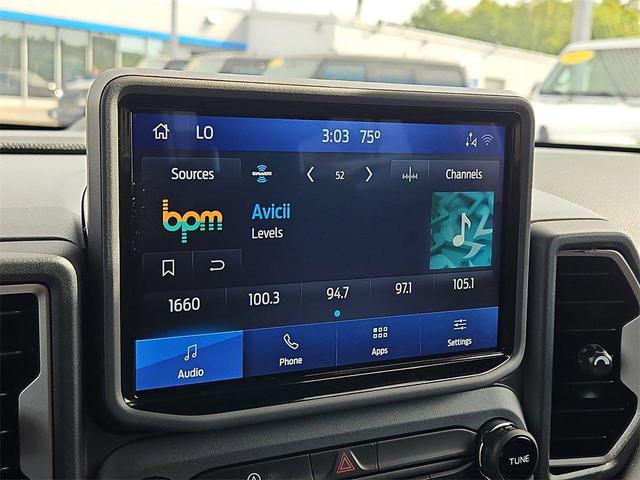 LO 3:03 75°
Sources SiriusXM 52 Channels
bpm
Avicii
Levels
1660 100.3 94.7 97.1 105.1
Audio Phone Apps Settings
A
TUNE